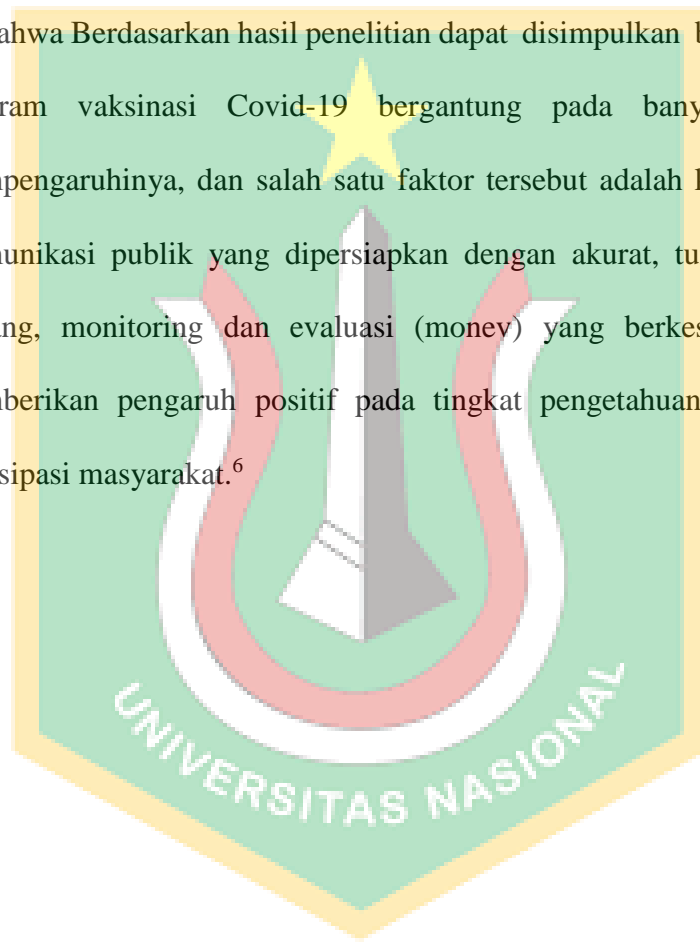 ahwa Berdasarkan hasil penelitian dapat disimpulkan b
ram vaksinasi Covid-19 bergantung pada bany
pengaruhinya, dan salah satu faktor tersebut adalah
unikasi publik yang dipersiapkan dengan akurat, tu
ng, monitoring dan evaluasi (monev) yang berkes
berikan pengaruh positif pada tingkat pengetahuan
sipasi masyarakat.⁶
UNIVERSITAS NASIONAL